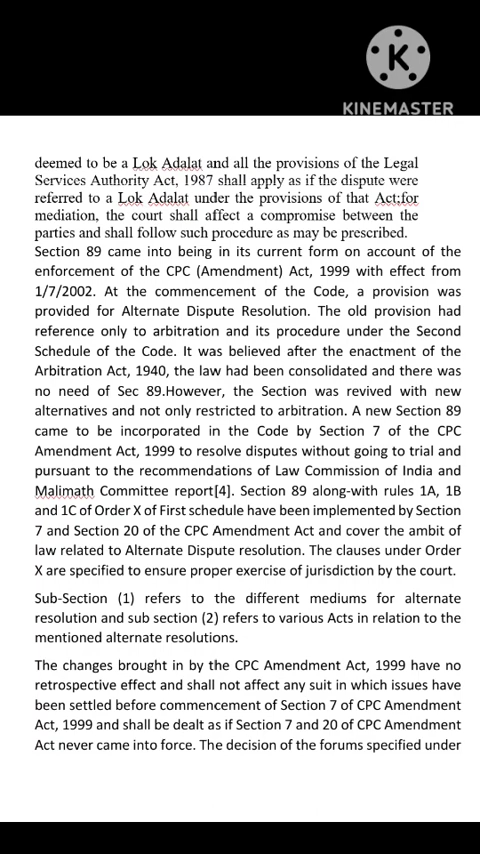 K
KINEMASTER
deemed to be a Lok Adalat and all the provisions of the Legal
Services Authority Act, 1987 shall apply as if the dispute were
referred to a Lok Adalat under the provisions of that Act;for
mediation, the court shall affect a compromise between the
parties and shall follow such procedure as may be prescribed.
Section 89 came into being in its current form on account of the
enforcement of the CPC (Amendment) Act, 1999 with effect from
1/7/2002. At the commencement of the Code, a provision was
provided for Alternate Dispute Resolution. The old provision had
reference only to arbitration and its procedure under the Second
Schedule of the Code. It was believed after the enactment of the
Arbitration Act, 1940, the law had been consolidated and there was
no need of Sec 89.However, the Section was revived with new
alternatives and not only restricted to arbitration. A new Section 89
came to be incorporated in the Code by Section 7 of the CPC
Amendment Act, 1999 to resolve disputes without going to trial and
pursuant to the recommendations of Law Commission of India and
Malimath Committee report[4]. Section 89 along-with rules 1A, 1B
and 1C of Order X of First schedule have been implemented by Section
7 and Section 20 of the CPC Amendment Act and cover the ambit of
law related to Alternate Dispute resolution. The clauses under Order
X are specified to ensure proper exercise of jurisdiction by the court.
Sub-Section (1) refers to the different mediums for alternate
resolution and sub section (2) refers to various Acts in relation to the
mentioned alternate resolutions.
The changes brought in by the CPC Amendment Act, 1999 have no
retrospective effect and shall not affect any suit in which issues have
been settled before commencement of Section 7 of CPC Amendment
Act, 1999 and shall be dealt as if Section 7 and 20 of CPC Amendment
Act never came into force. The decision of the forums specified under